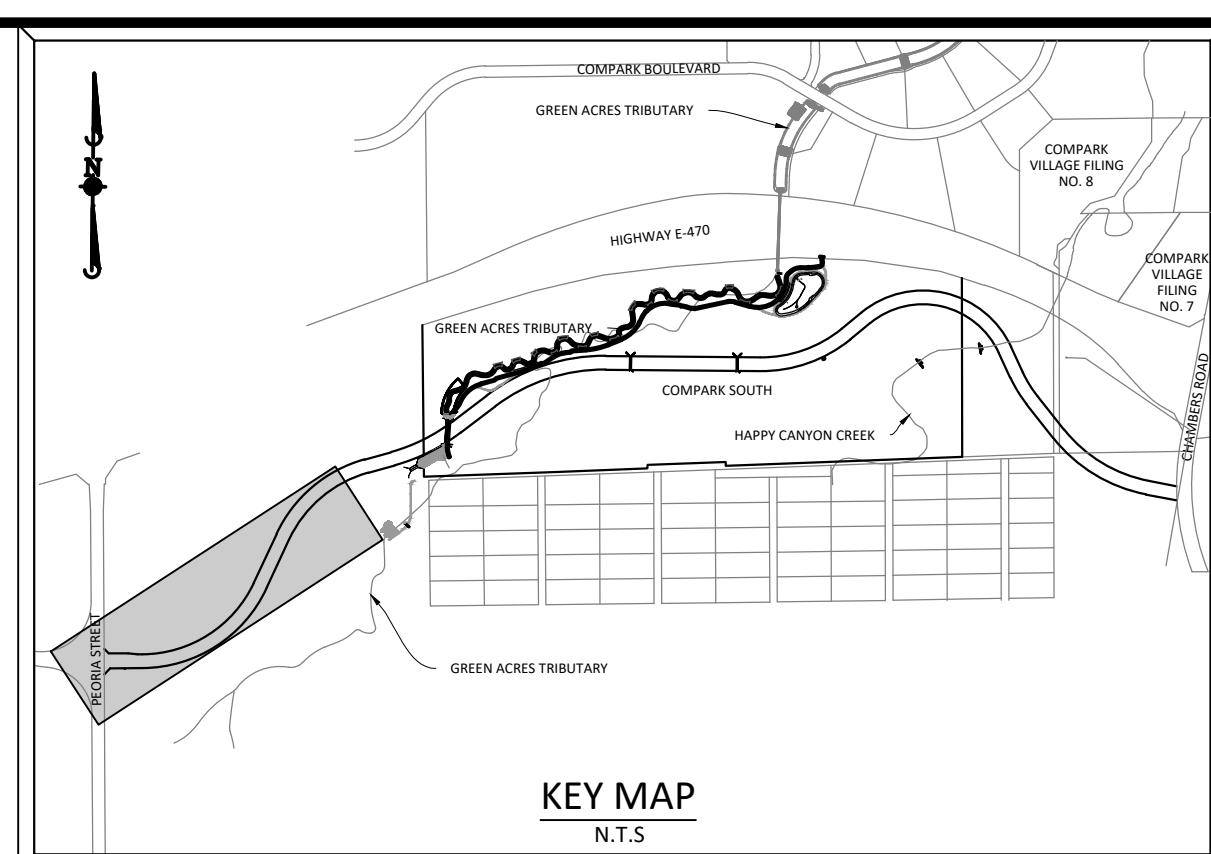 COMPARK BOULEVARD
GREEN ACRES TRIBUTARY
N
COMPARK
VILLAGE FILING
NO. 8
HIGHWAY E-470
COMPARK
VILLAGE
FILING
NO. 7
GREEN ACRES TRIBUTARY
COMPARK SOUTH
HAPPY CANYON CREEK
CHAMBERS ROAD
PEORIA STREET
GREEN ACRES TRIBUTARY
KEY MAP
N.T.S